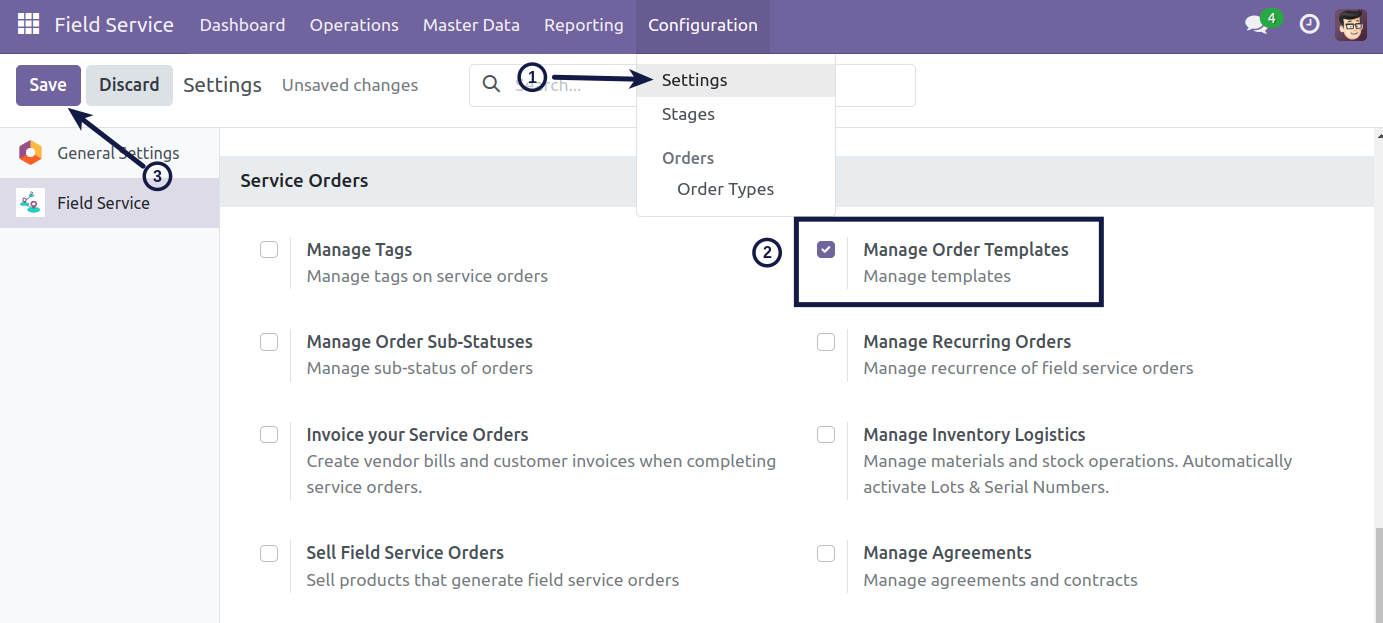 Field Service Dashboard Operations Master Data Reporting Configuration 4
Save Discard Settings Unsaved changes 1 Search... Settings
Stages
Orders
Order Types
General Settings
3
Field Service
Service Orders
2
Manage Tags
Manage tags on service orders
Manage Order Templates
Manage templates
Manage Order Sub-Statuses
Manage sub-status of orders
Manage Recurring Orders
Manage recurrence of field service orders
Invoice your Service Orders
Create vendor bills and customer invoices when completing
service orders.
Manage Inventory Logistics
Manage materials and stock operations. Automatically
activate Lots & Serial Numbers.
Sell Field Service Orders
Sell products that generate field service orders
Manage Agreements
Manage agreements and contracts